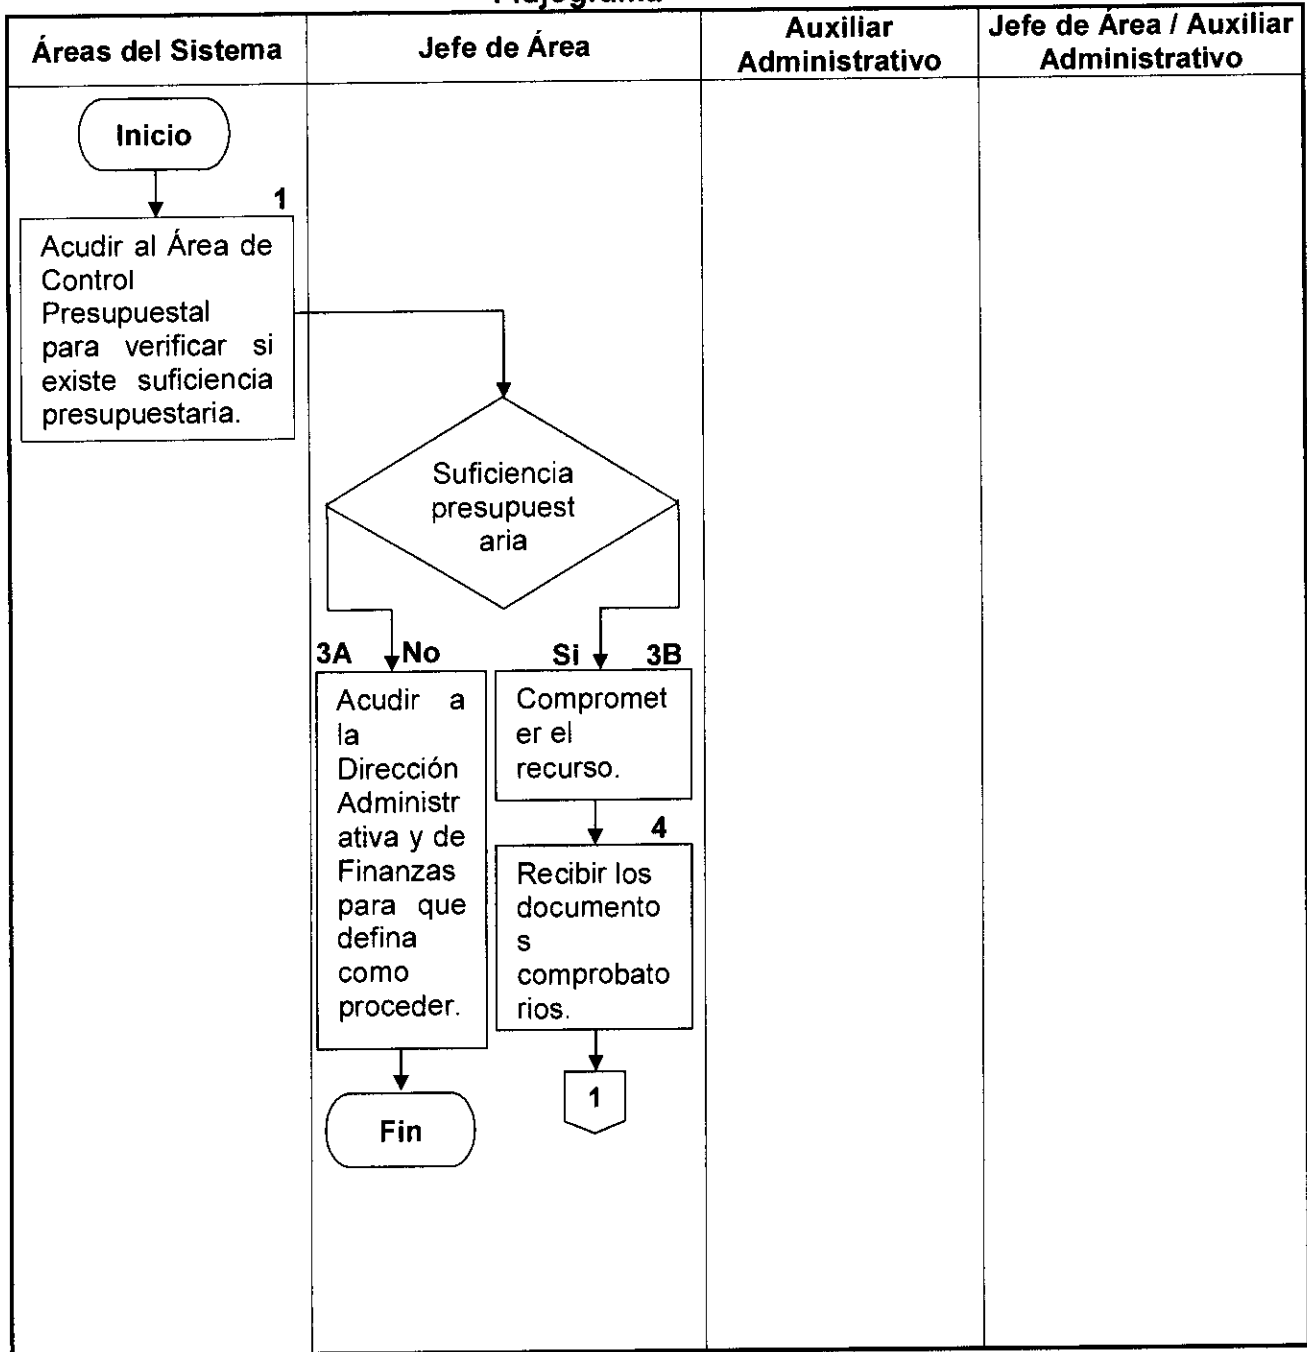 Flujograma
Áreas del Sistema
Jefe de Área
Auxiliar
Administrativo
Jefe de Área / Auxiliar
Administrativo
Inicio
1
Acudir al Área de
Control
Presupuestal
para verificar si
existe suficiencia
presupuestaria.
Suficiencia
presupuest
aria
3A
No
Acudir a
la
Dirección
Administr
ativa y de
Finanzas
para que
defina
como
proceder.
Fin
Si
3B
Compromet
er el
recurso.
4
Recibir los
documento
s
comprobato
rios.
1